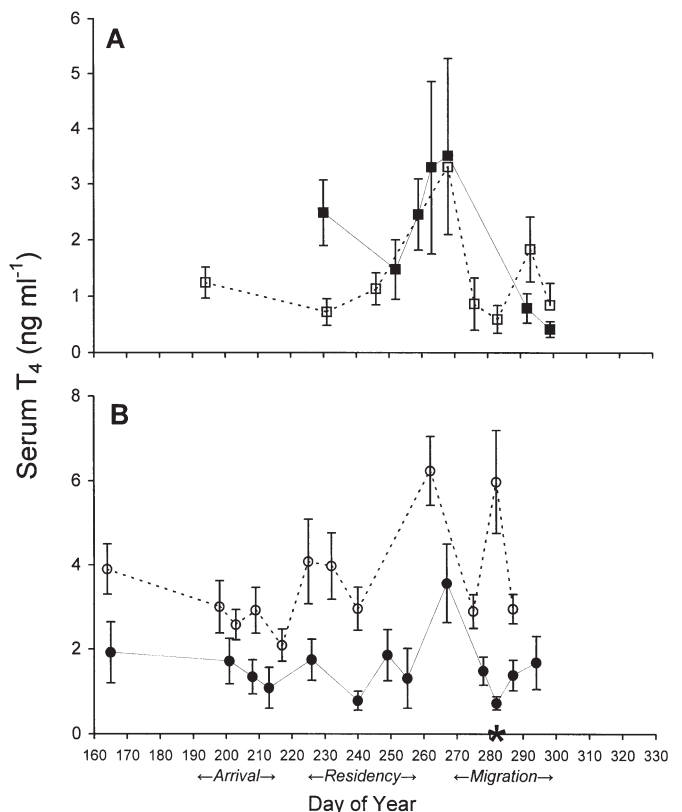 A
6
5
4
3
2
1
0
Serum T4 (ng ml-1)
B
8
6
4
2
0
*
160 170 180 190 200 210 220 230 240 250 260 270 280 290 300 310 320 330
←Arrival→ ←Residency→ ←Migration→
Day of Year